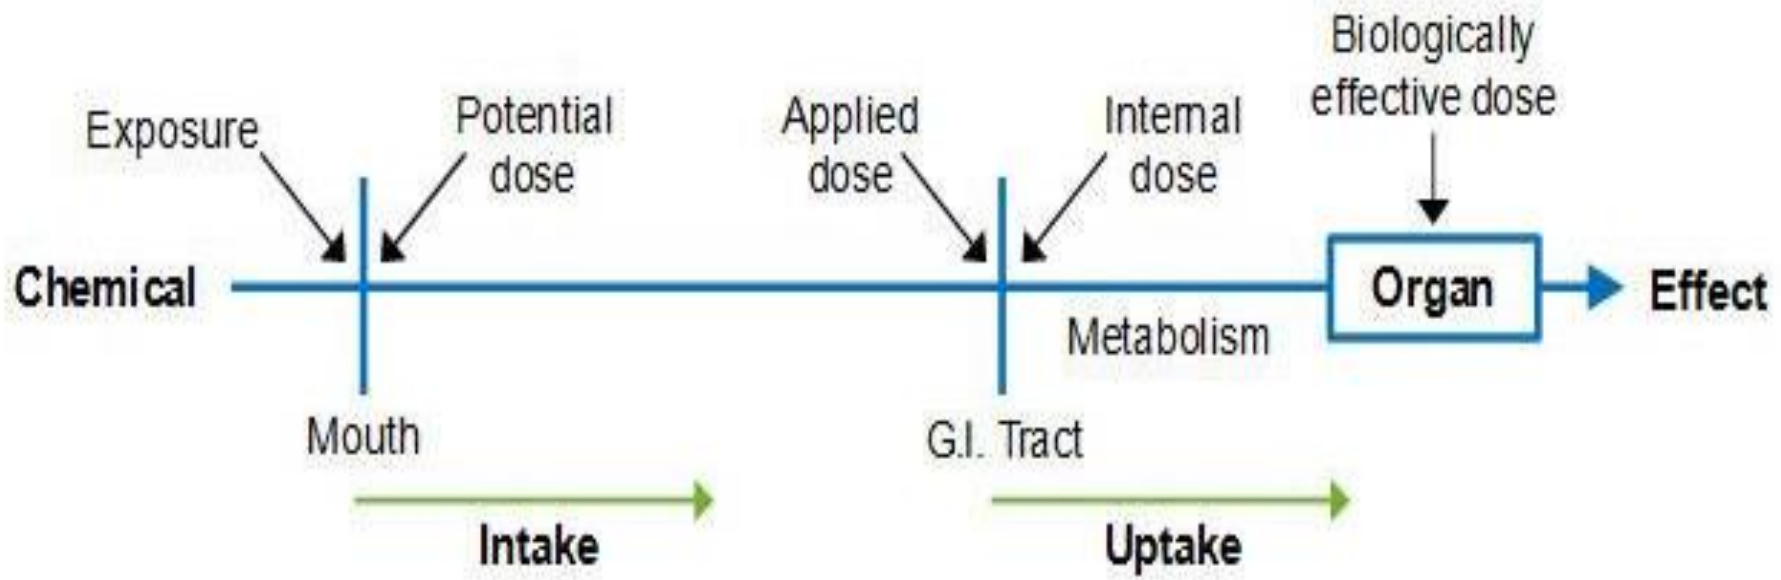 Biologically
effective dose
Exposure
Potential
dose
Applied
dose
Internal
dose
Chemical
Organ
Effect
Metabolism
Mouth
G.I. Tract
Intake
Uptake